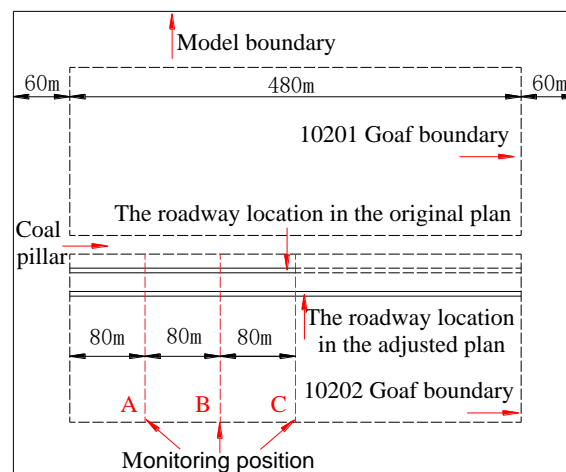 Model boundary
60m
480m
60m
10201 Goaf boundary
The roadway location in the original plan
Coal
pillar
The roadway location
in the adjusted plan
80m
80m
80m
10202 Goaf boundary
A
B
C
Monitoring position